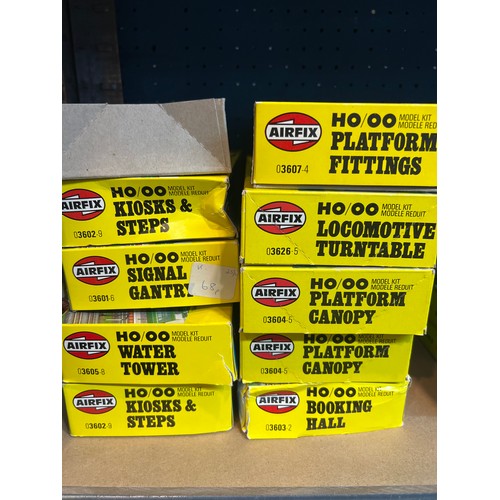 AIRFIX
HO/OO MODEL KIT
MODELE REDUIT
KIOSKS &
STEPS
03602-9
AIRFIX
HO/OO MODEL KIT
MODELE REDUIT
SIGNAL
GANTRY
03601-6
68p
AIRFIX
HO/OO MODEL KIT
MODELE REDUIT
WATER
TOWER
03605-8
AIRFIX
HO/OO MODEL KIT
MODELE REDUIT
KIOSKS &
STEPS
03602-9
AIRFIX
HO/OO MODEL KIT
MODELE REDUIT
PLATFORM
FITTINGS
03607-4
AIRFIX
HO/OO MODEL KIT
MODELE REDUIT
LOCOMOTIVE
TURNTABLE
03626-5
AIRFIX
HO/OO MODEL KIT
MODELE REDUIT
PLATFORM
CANOPY
03604-5
AIRFIX
HO/OO MODEL KIT
MODELE REDUIT
PLATFORM
CANOPY
03604-5
AIRFIX
HO/OO MODEL KIT
MODELE REDUIT
BOOKING
HALL
03603-2